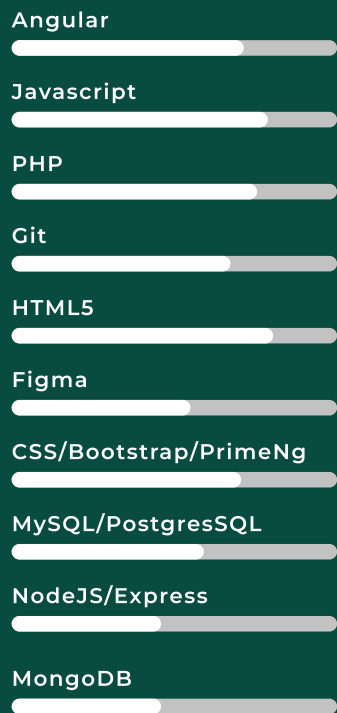 Angular
Javascript
PHP
Git
HTML5
Figma
CSS/Bootstrap/PrimeNg
MySQL/PostgresSQL
NodeJS/Express
MongoDB